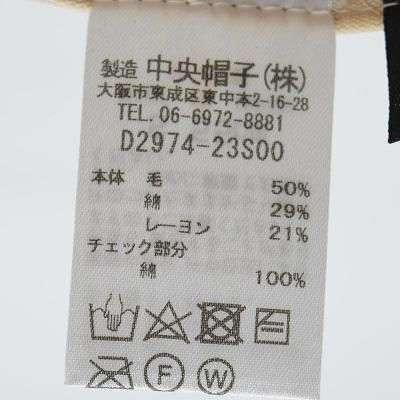 製造 中央帽子(株)
大阪市東成区東中本2-16-28
TEL. 06-6972-8881
D2974-23S00
本体 毛 50%
綿 29%
レーヨン 21%
チェック部分
綿 100%
F W